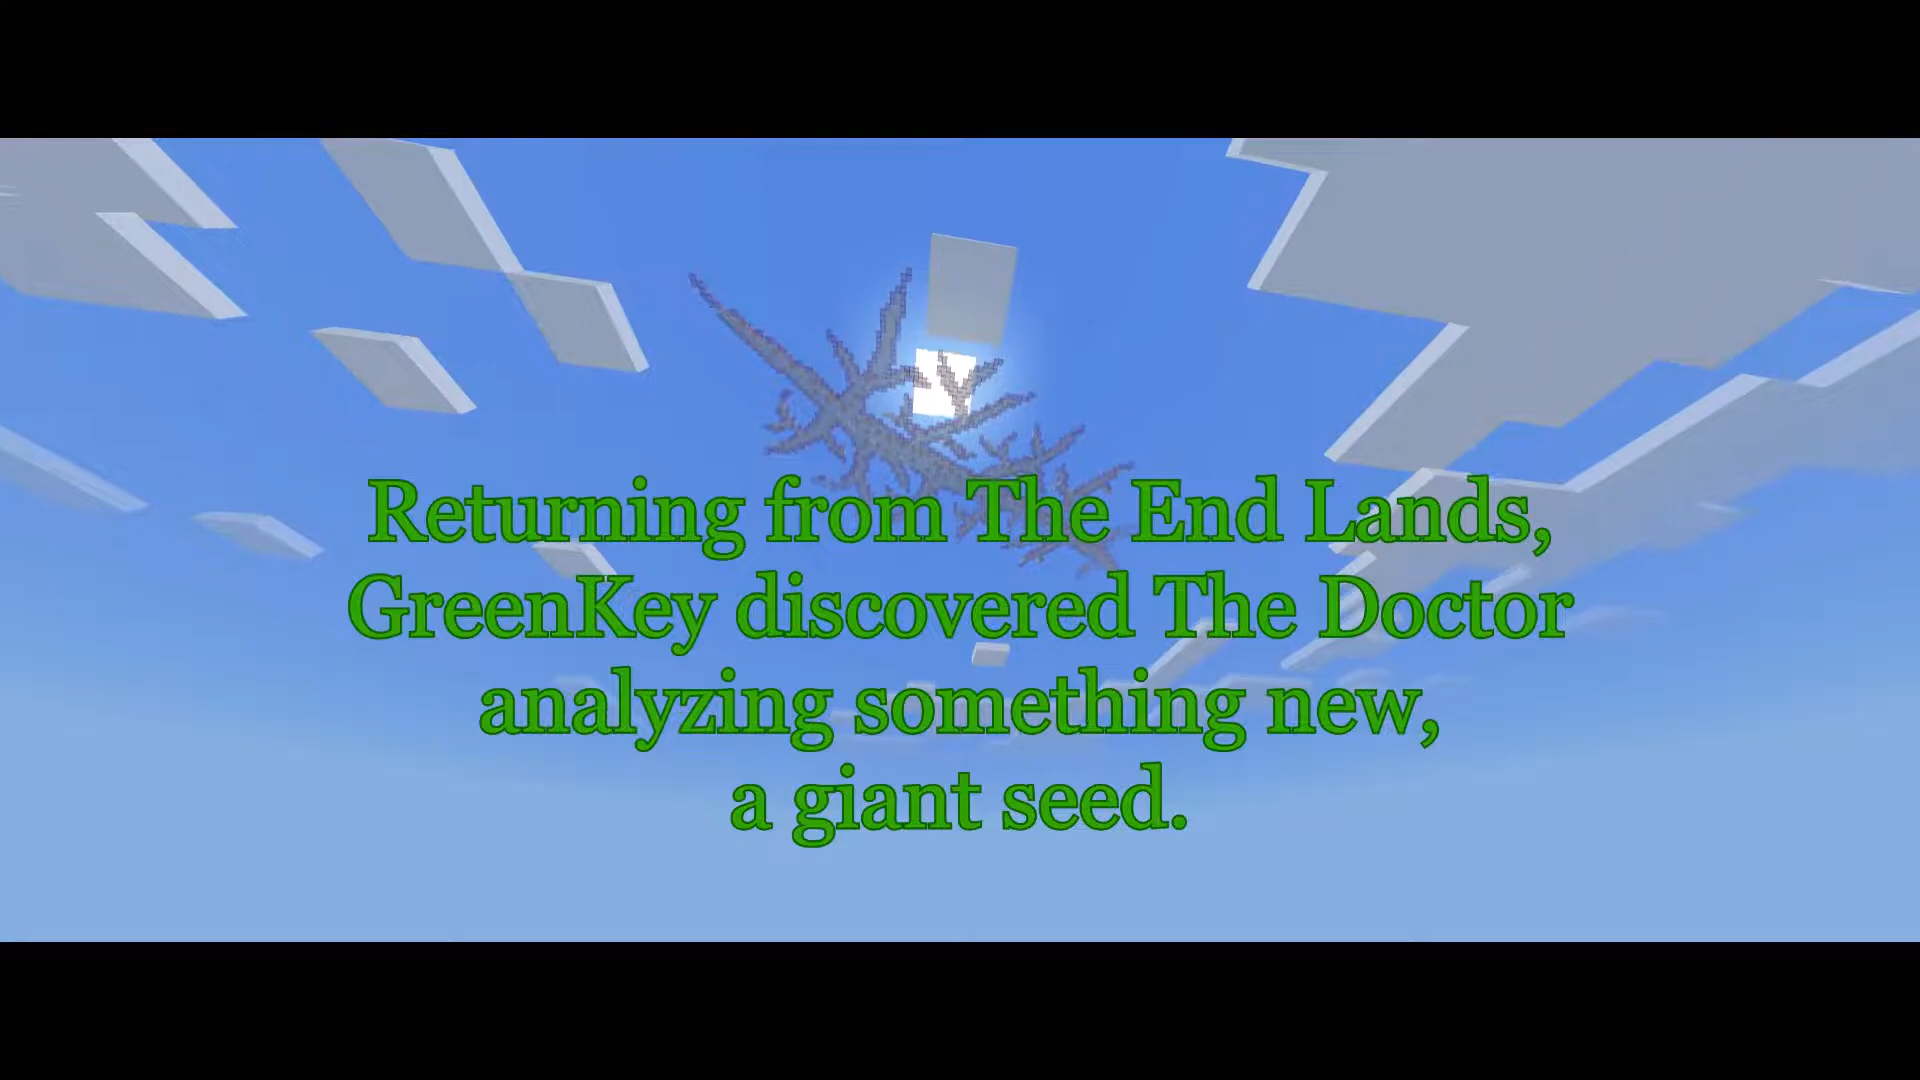 Returning from The End Lands,
GreenKey discovered The Doctor
analyzing something new,
a giant seed.